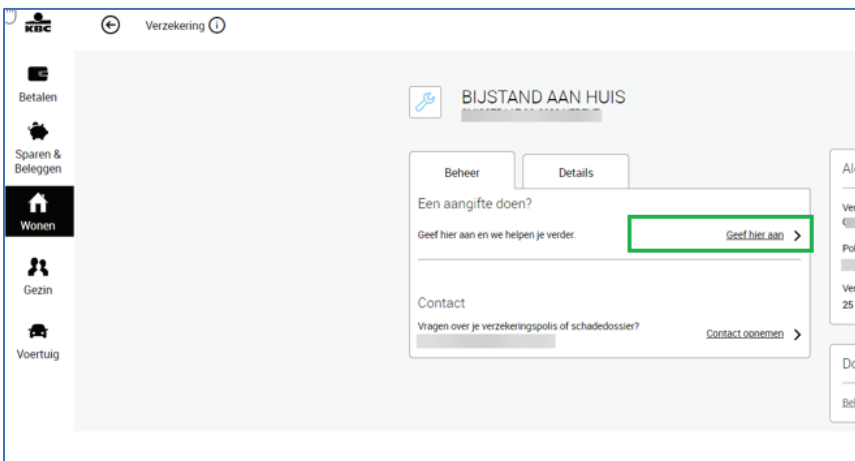 KBC
Verzekering
Betalen
Sparen &
Beleggen
Wonen
Gezin
Voertuig
BIJSTAND AAN HUIS
Beheer
Details
Een aangifte doen?
Geef hier aan en we helpen je verder.
Geef hier aan
Contact
Vragen over je verzekeringspolis of schadedossier?
Contact opnemen
25